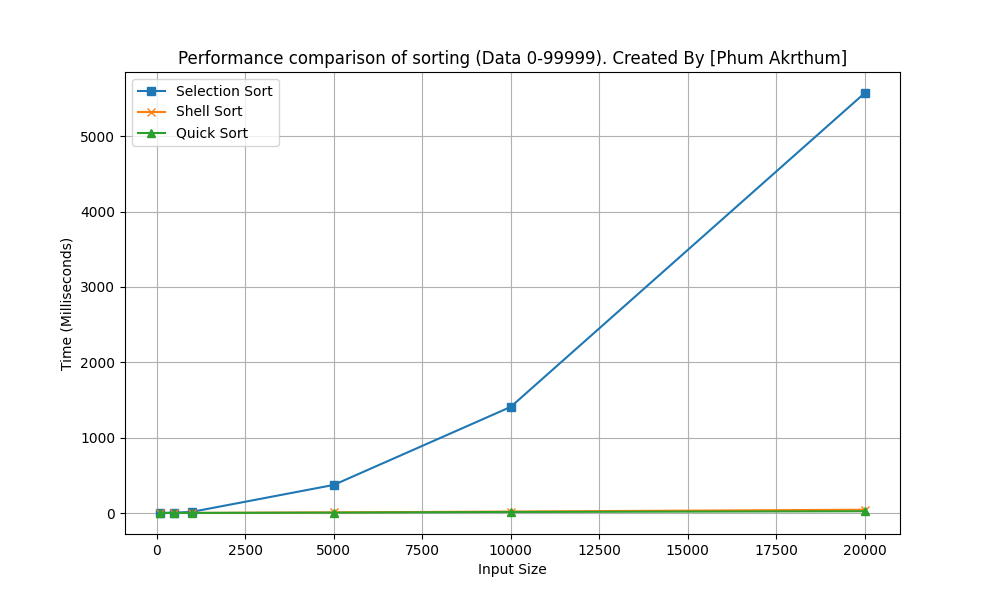 Performance comparison of sorting (Data 0-99999). Created By [Phum Akrthum]
Selection Sort
Shell Sort
Quick Sort
Time (Milliseconds)
5000
4000
3000
2000
1000
0
0 2500 5000 7500 10000 12500 15000 17500 20000
Input Size